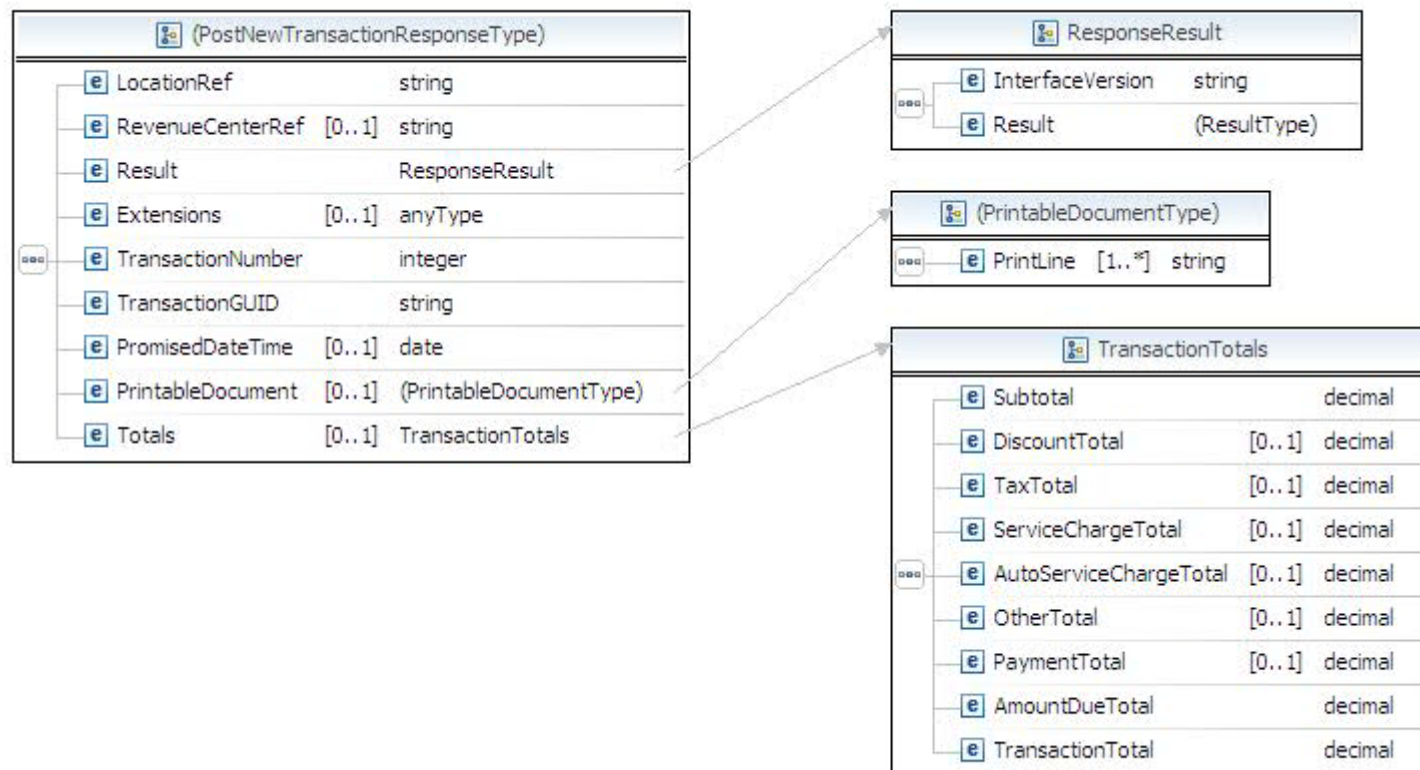 (PostNewTransactionResponseType)
e LocationRef string
e RevenueCenterRef [0..1] string
e Result ResponseResult
e Extensions [0..1] anyType
e TransactionNumber integer
e TransactionGUID string
e PromisedDateTime [0..1] date
e PrintableDocument [0..1] (PrintableDocumentType)
e Totals [0..1] TransactionTotals
ResponseResult
e InterfaceVersion string
e Result (ResultType)
(PrintableDocumentType)
e PrintLine [1..*] string
TransactionTotals
e Subtotal decimal
e DiscountTotal [0..1] decimal
e TaxTotal [0..1] decimal
e ServiceChargeTotal [0..1] decimal
e AutoServiceChargeTotal [0..1] decimal
e OtherTotal [0..1] decimal
e PaymentTotal [0..1] decimal
e AmountDueTotal decimal
e TransactionTotal decimal